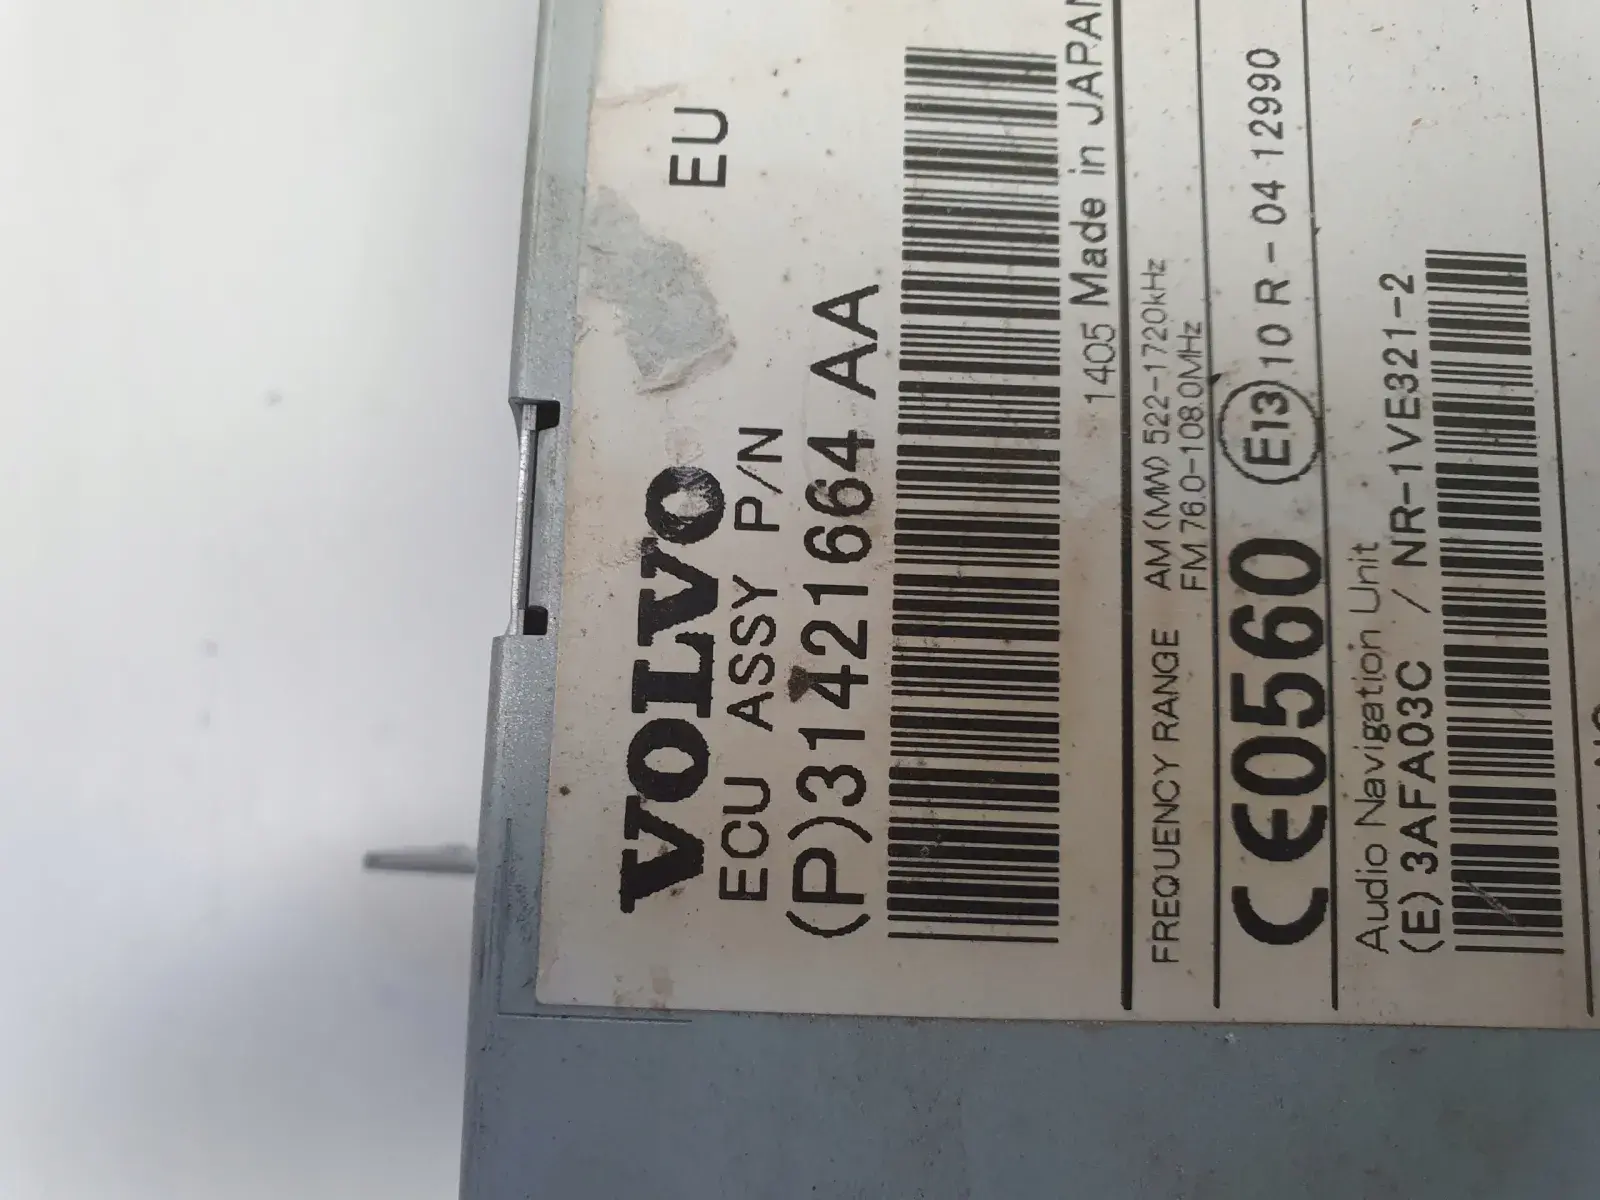 VOLVO EU
ECU ASSY P/N
(P)31421664 AA
1405 Made in JAPAN
FREQUENCY RANGE AM (MW) 522-1720kHz
FM 76.0-108.0MHz
CE0560 E13 10 R - 04 12990
Audio Navigation Unit
(E) 3AFA03C / NR-1VE321-2